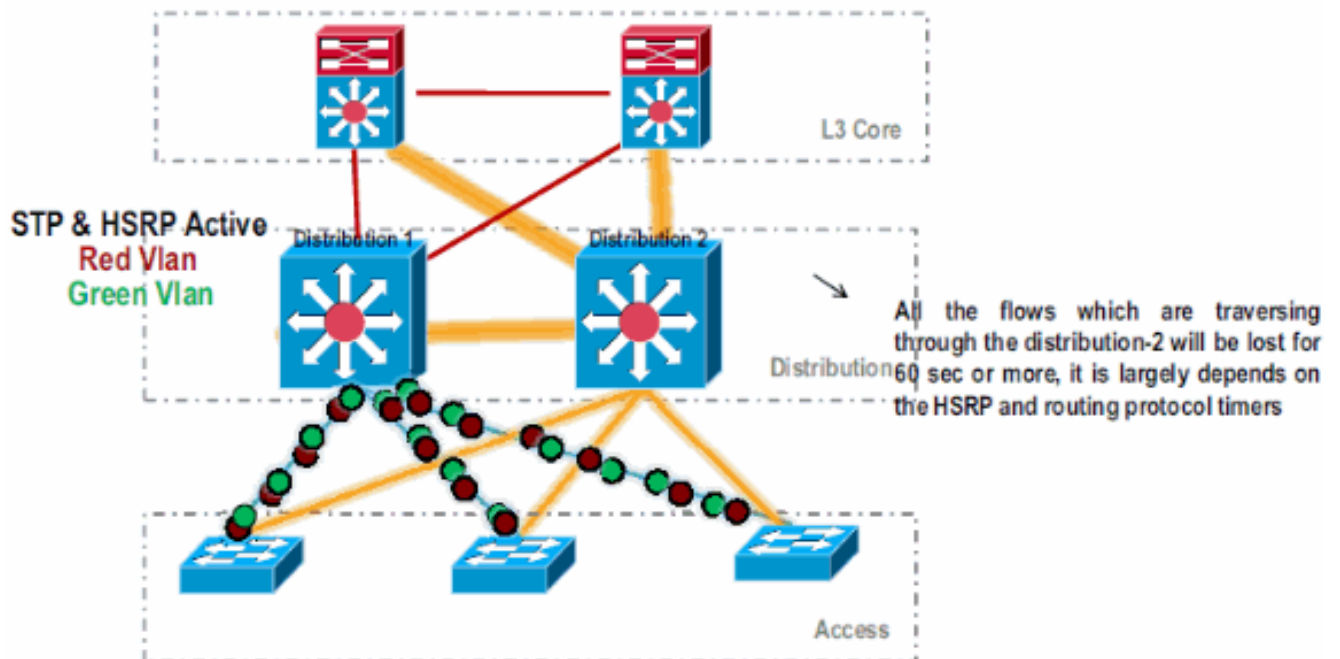 L3 Core
STP & HSRP Active
Red Vlan
Green Vlan
Distribution 1
Distribution 2
All the flows which are traversing
through the distribution-2 will be lost for
60 sec or more, it is largely depends on
the HSRP and routing protocol timers
Distribution
Access